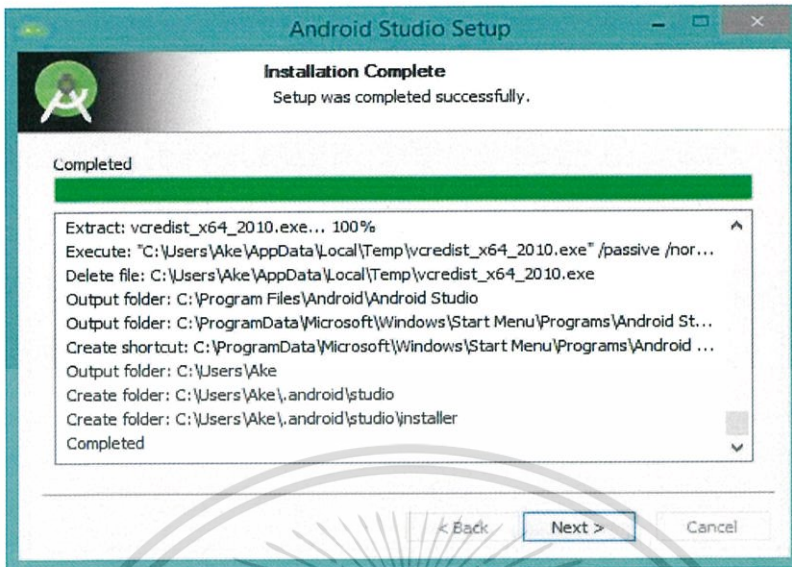 Android Studio Setup
Installation Complete
Setup was completed successfully.
Completed
Extract: vcredist_x64_2010.exe... 100%
Execute: "C:\Users\Ake\AppData\Local\Temp\vcredist_x64_2010.exe" /passive /nor...
Delete file: C:\Users\Ake\AppData\Local\Temp\vcredist_x64_2010.exe
Output folder: C:\Program Files\Android\Android Studio
Output folder: C:\ProgramData\Microsoft\Windows\Start Menu\Programs\Android St...
Create shortcut: C:\ProgramData\Microsoft\Windows\Start Menu\Programs\Android ...
Output folder: C:\Users\Ake
Create folder: C:\Users\Ake\.android\studio
Create folder: C:\Users\Ake\.android\studio\installer
Completed
< Back Next > Cancel